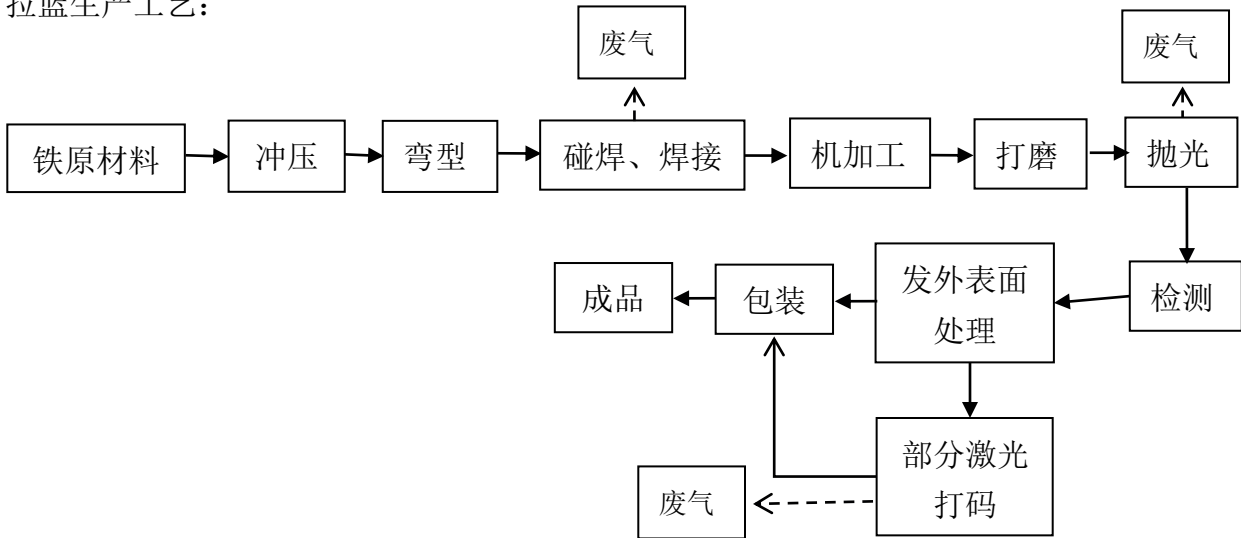 拉篮生产工艺：
废气
废气
铁原材料
冲压
弯型
碰焊、焊接
机加工
打磨
抛光
成品
包装
发外表面
处理
检测
部分激光
打码
废气